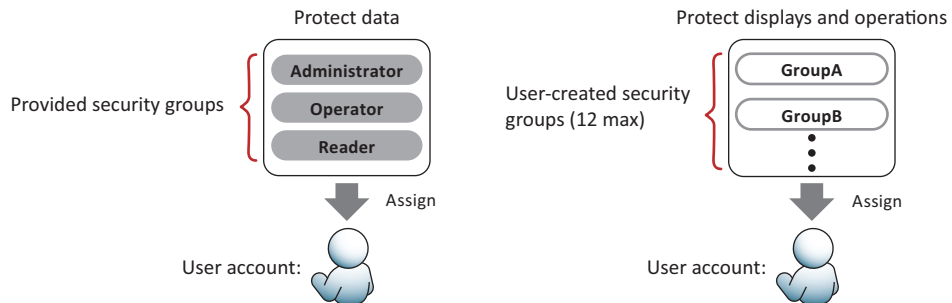 Protect data
Administrator
Operator
Reader
Provided security groups
Assign
User account:
Protect displays and operations
GroupA
GroupB
User-created security
groups (12 max)
Assign
User account: